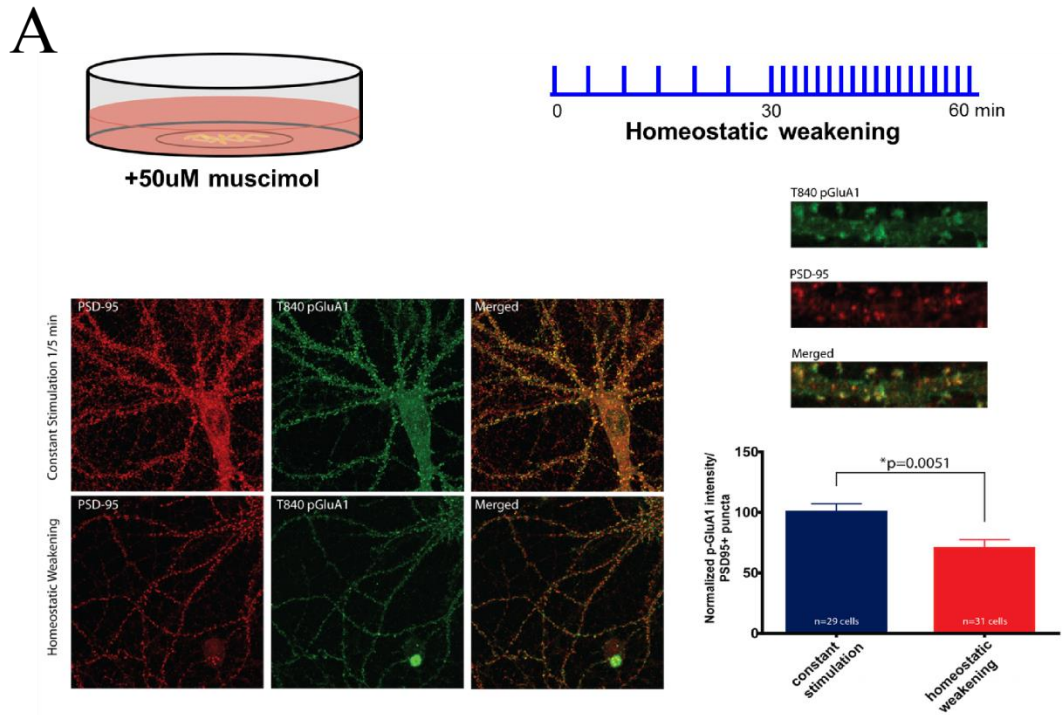 A
+50uM muscimol
0 30 60 min
Homeostatic weakening
T840 pGluA1
PSD-95
Merged
PSD-95 T840 pGluA1 Merged
Constant Stimulation 1/5 min
PSD-95 T840 pGluA1 Merged
Homeostatic Weakening
Normalized p-GluA1 intensity/
PSD95+ puncta
150
100
50
0
*p=0.0051
n=29 cells n=31 cells
constant
stimulation
homeostatic
weakening